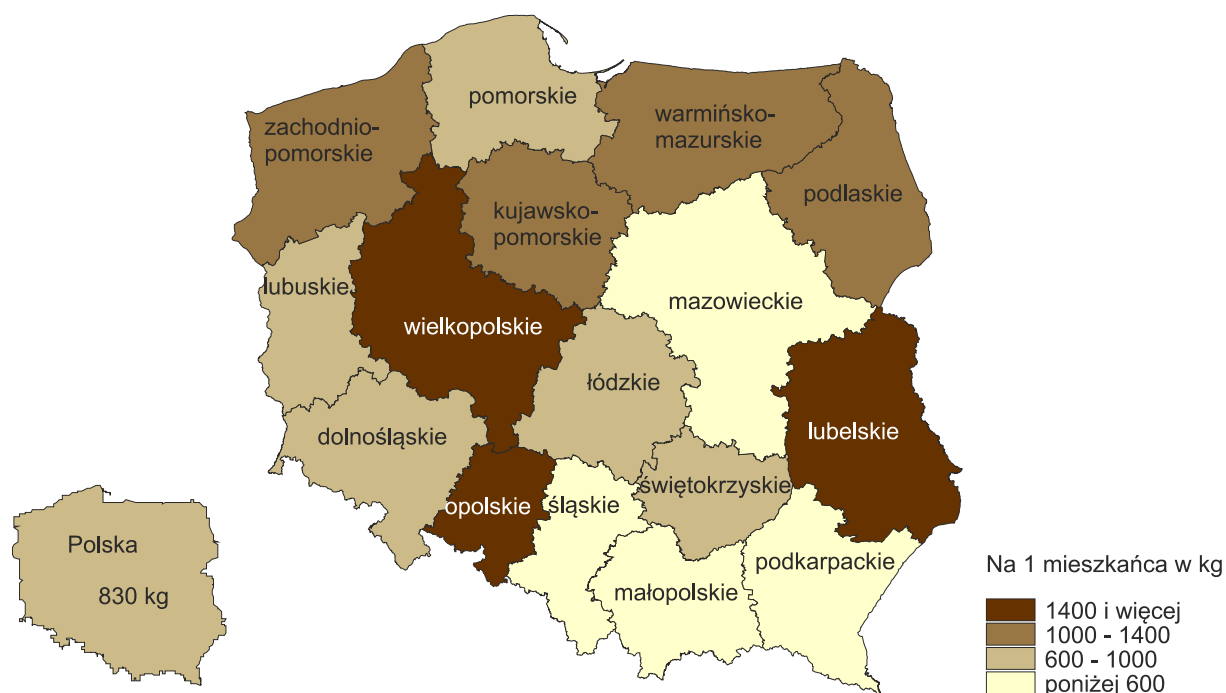 pomorskie
zachodnio-
pomorskie
warmińsko-
mazurskie
podlaskie
kujawsko-
pomorskie
lubuskie
mazowieckie
wielkopolskie
łódzkie
lubelskie
dolnośląskie
świętokrzyskie
opolskie
śląskie
podkarpackie
małopolskie
Polska
830 kg
Na 1 mieszkańca w kg
1400 i więcej
1000 - 1400
600 - 1000
poniżej 600